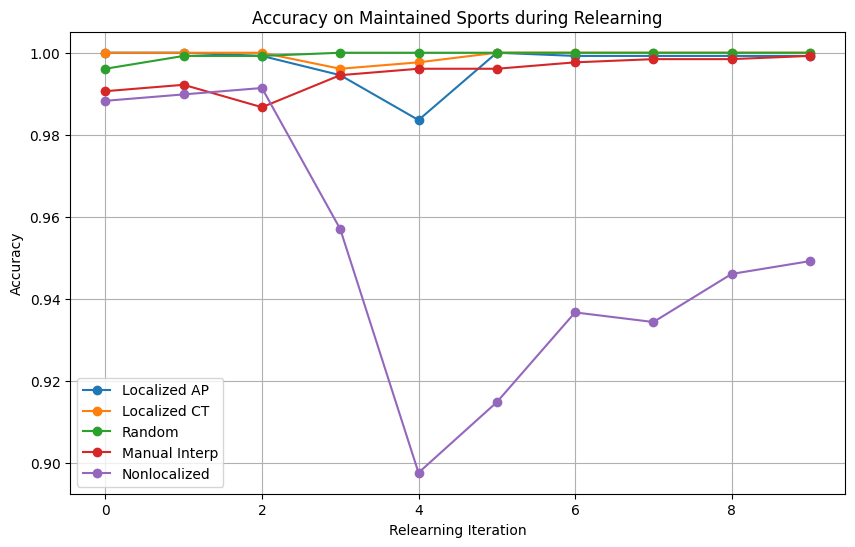 Accuracy on Maintained Sports during Relearning
1.00
0.98
0.96
0.94
0.92
0.90
Accuracy
Localized AP
Localized CT
Random
Manual Interp
Nonlocalized
0 2 4 6 8
Relearning Iteration